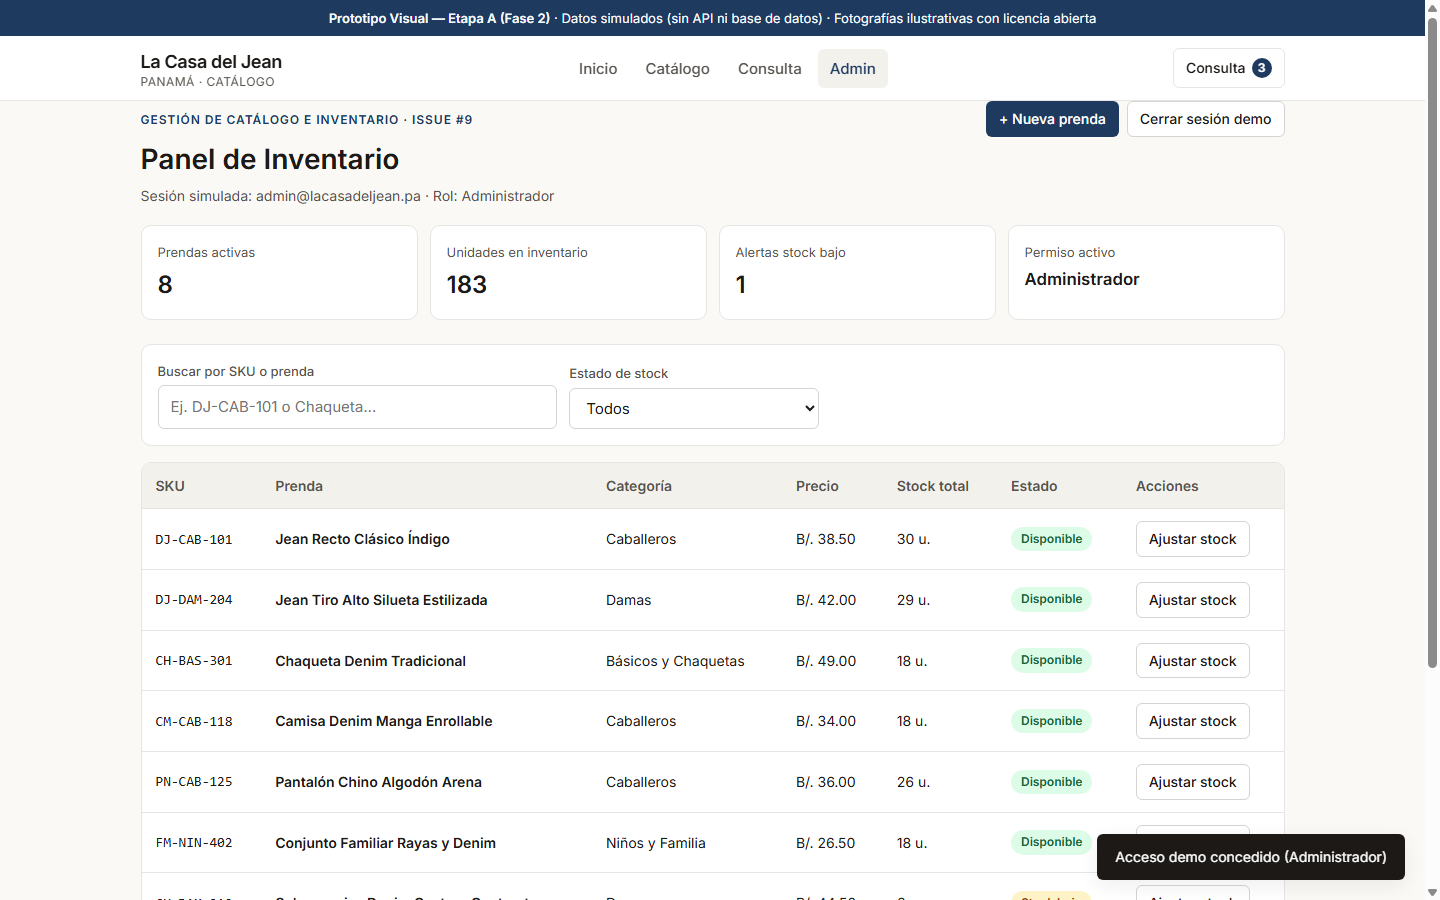 Prototipo Visual — Etapa A (Fase 2) · Datos simulados (sin API ni base de datos) · Fotografías ilustrativas con licencia abierta
La Casa del Jean
PANAMÁ · CATÁLOGO
Inicio Catálogo Consulta Admin
Consulta 3
GESTIÓN DE CATÁLOGO E INVENTARIO · ISSUE #9
+ Nueva prenda Cerrar sesión demo
Panel de Inventario
Sesión simulada: admin@lacasadeljean.pa · Rol: Administrador
Prendas activas
8
Unidades en inventario
183
Alertas stock bajo
1
Permiso activo
Administrador
Buscar por SKU o prenda
Ej. DJ-CAB-101 o Chaqueta...
Estado de stock
Todos
SKU Prenda Categoría Precio Stock total Estado Acciones
DJ-CAB-101 Jean Recto Clásico Índigo Caballeros B/. 38.50 30 u. Disponible Ajustar stock
DJ-DAM-204 Jean Tiro Alto Silueta Estilizada Damas B/. 42.00 29 u. Disponible Ajustar stock
CH-BAS-301 Chaqueta Denim Tradicional Básicos y Chaquetas B/. 49.00 18 u. Disponible Ajustar stock
CM-CAB-118 Camisa Denim Manga Enrollable Caballeros B/. 34.00 18 u. Disponible Ajustar stock
PN-CAB-125 Pantalón Chino Algodón Arena Caballeros B/. 36.00 26 u. Disponible Ajustar stock
FM-NIN-402 Conjunto Familiar Rayas y Denim Niños y Familia B/. 26.50 18 u. Disponible
Acceso demo concedido (Administrador)